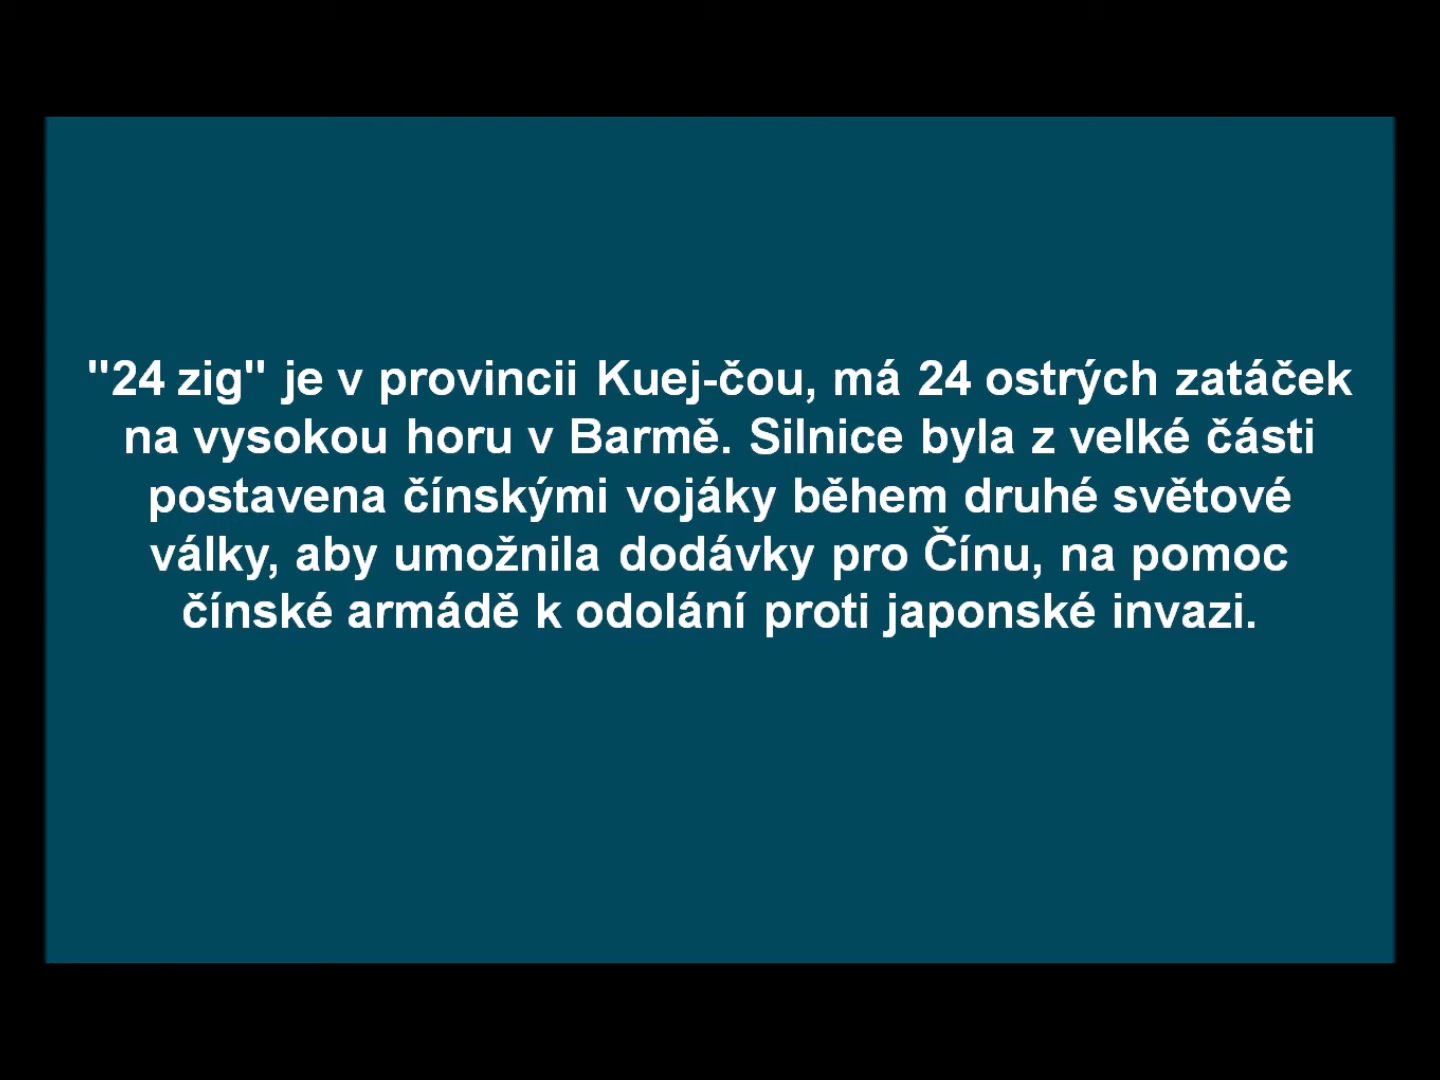 "24 zig" je v provincii Kuej-čou, má 24 ostrých zatáček
na vysokou horu v Barmě. Silnice byla z velké části
postavena čínskými vojáky během druhé světové
války, aby umožnila dodávky pro Čínu, na pomoc
čínské armádě k odolání proti japonské invazi.